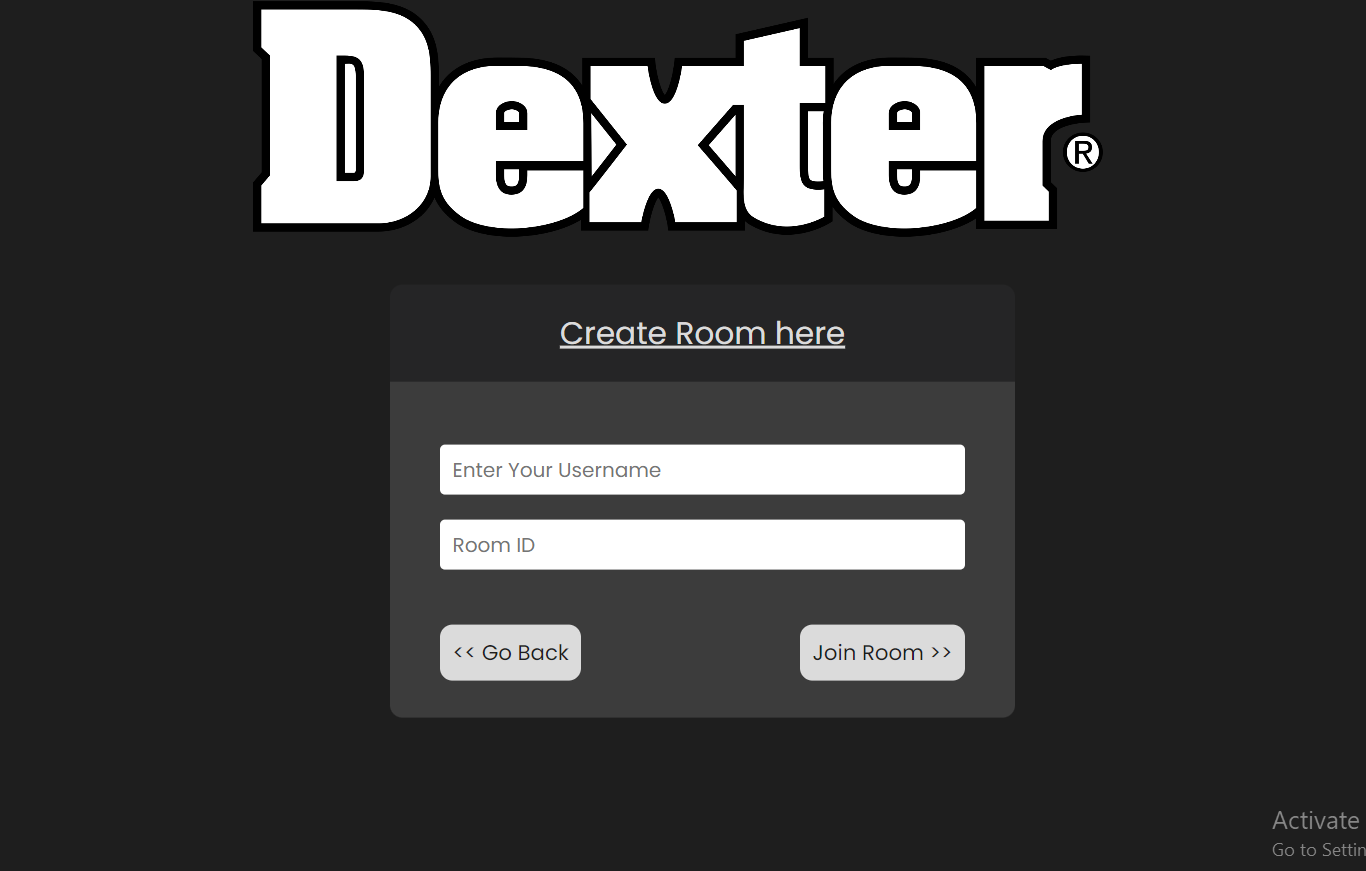 Dexter®
Create Room here
Enter Your Username
Room ID
<< Go Back
Join Room >>
Activate
Go to Settin